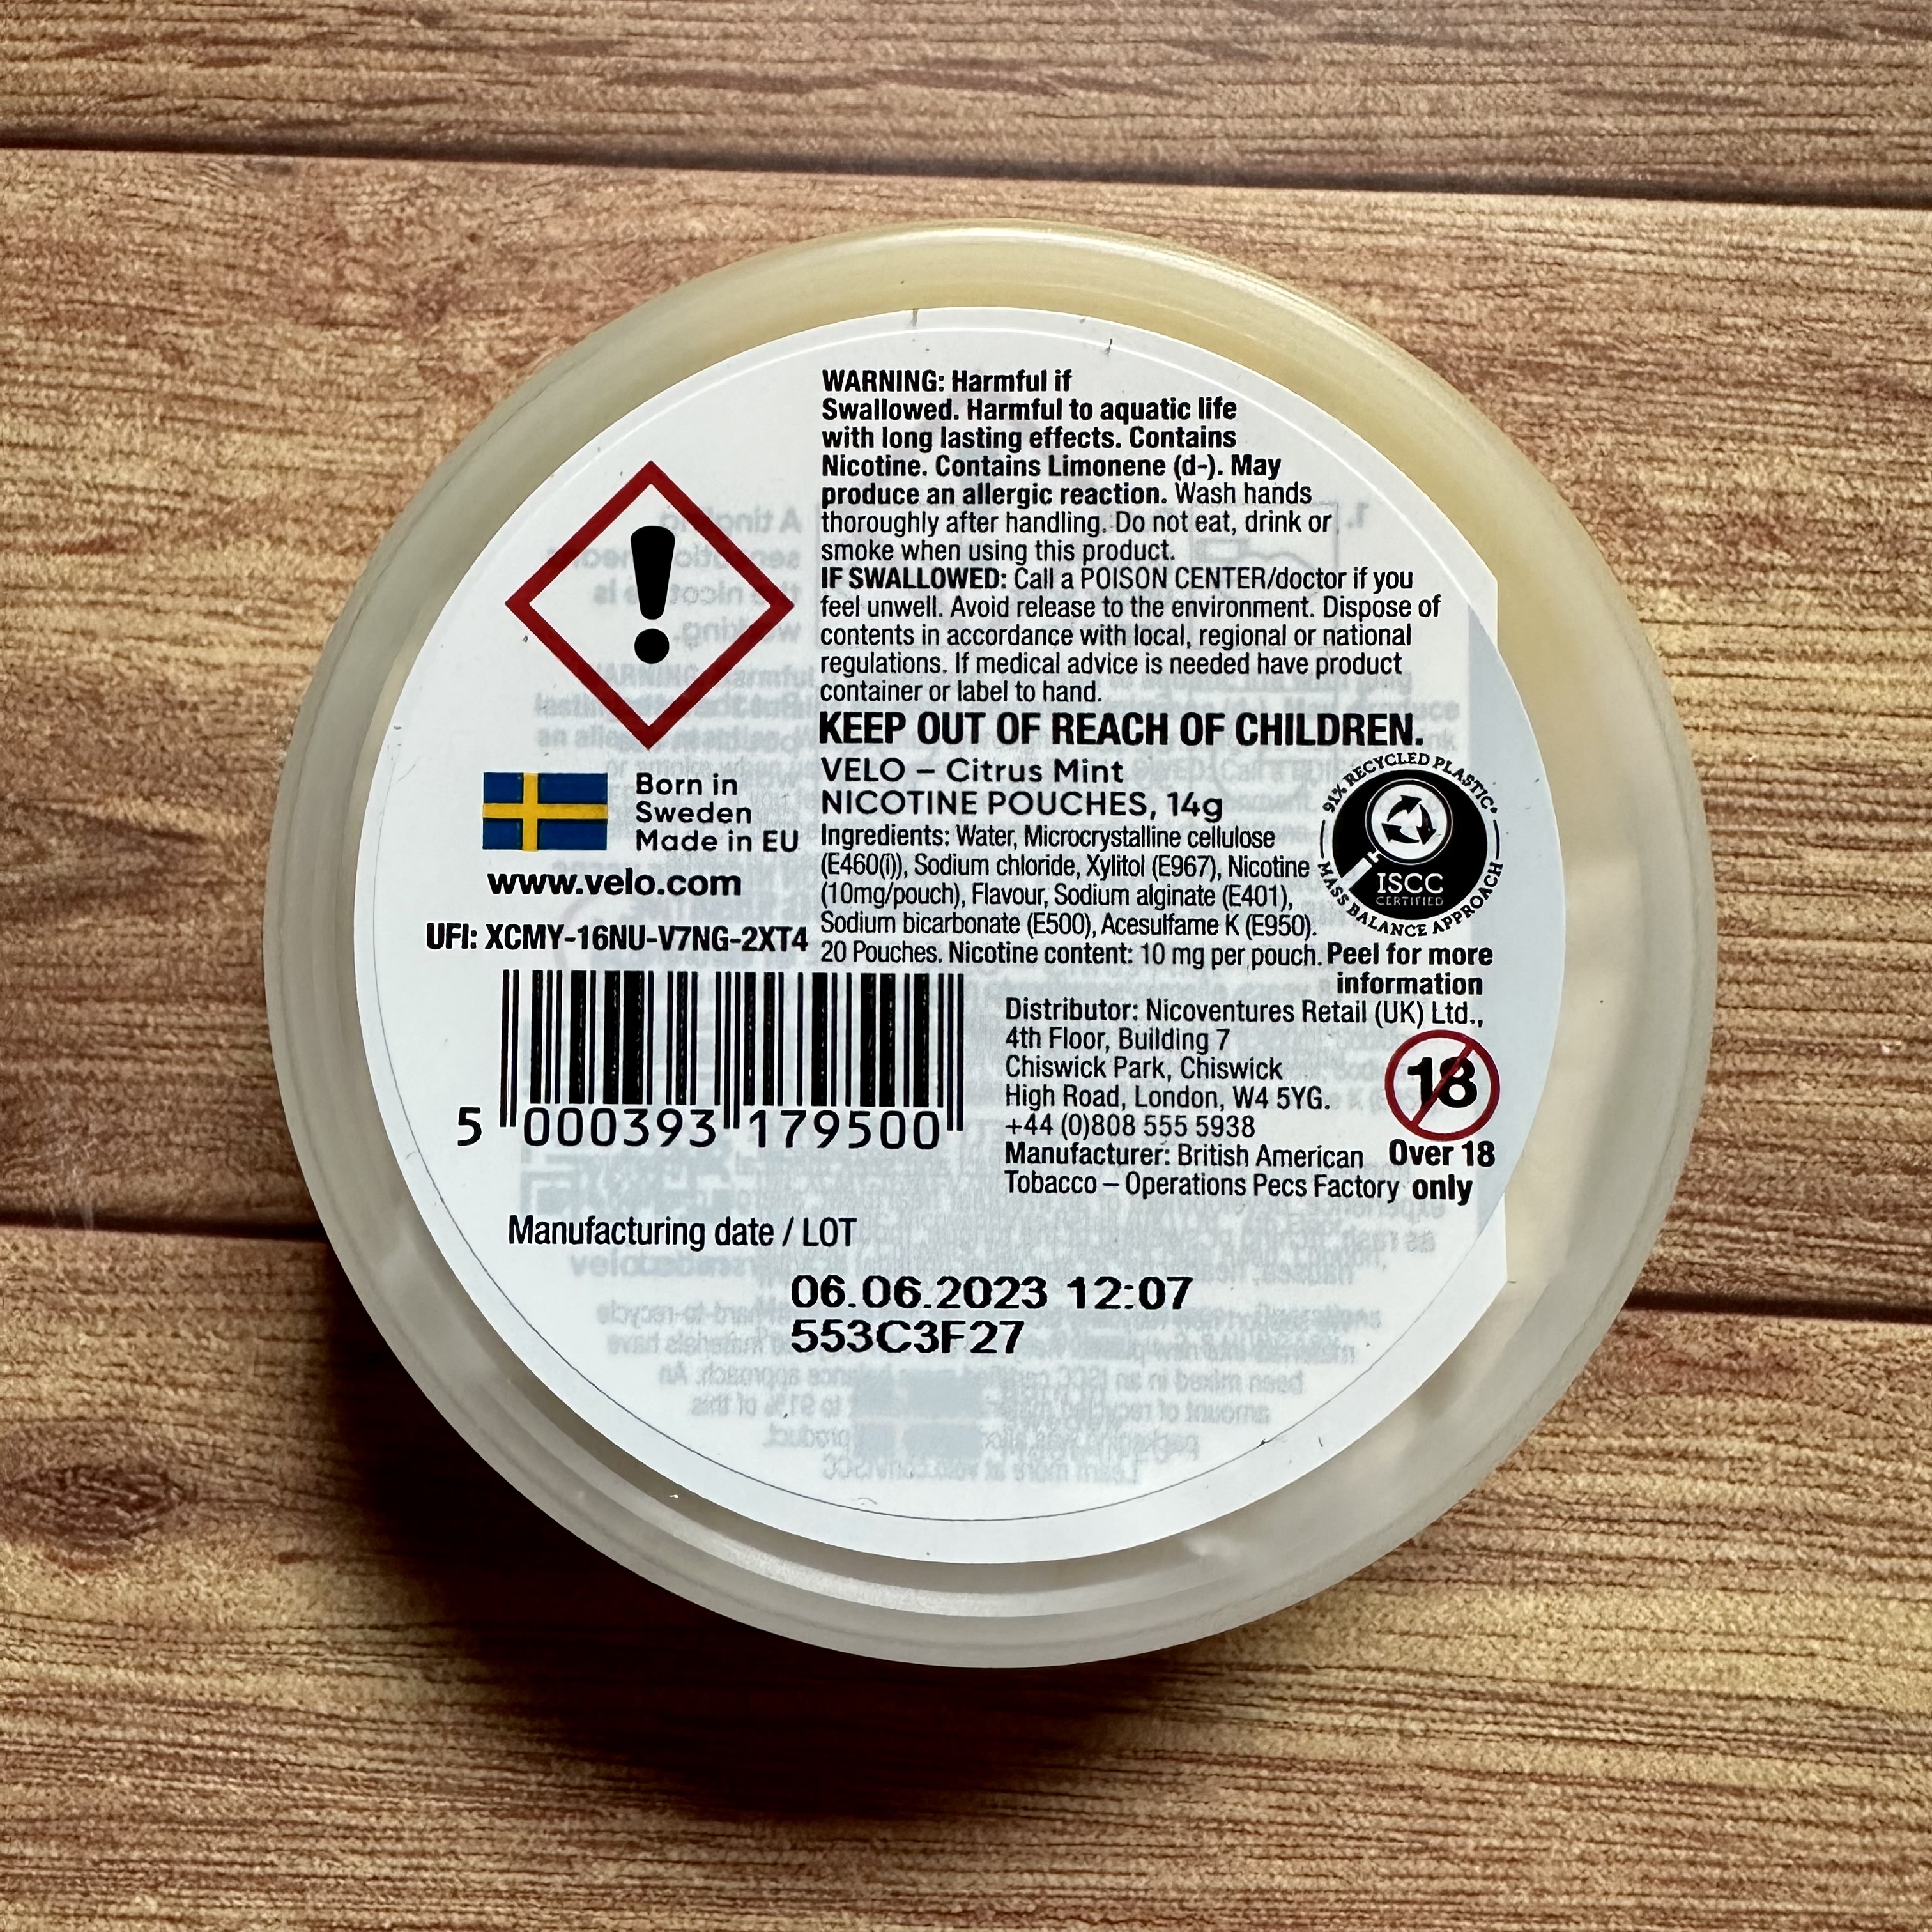 WARNING: Harmful if
Swallowed. Harmful to aquatic life
with long lasting effects. Contains
Nicotine. Contains Limonene (d-). May
produce an allergic reaction. Wash hands
thoroughly after handling. Do not eat, drink or
smoke when using this product.
IF SWALLOWED: Call a POISON CENTER/doctor if you
feel unwell. Avoid release to the environment. Dispose of
contents in accordance with local, regional or national
regulations. If medical advice is needed have product
container or label to hand.
KEEP OUT OF REACH OF CHILDREN.
Born in
Sweden
Made in EU
www.velo.com
UFI: XCMY-16NU-V7NG-2XT4
VELO – Citrus Mint
NICOTINE POUCHES, 14g
Ingredients: Water, Microcrystalline cellulose
(E460(i)), Sodium chloride, Xylitol (E967), Nicotine
(10mg/pouch), Flavour, Sodium alginate (E401),
Sodium bicarbonate (E500), Acesulfame K (E950).
20 Pouches. Nicotine content: 10 mg per pouch.
91% RECYCLED PLASTIC*
ISCC
CERTIFIED
MASS BALANCE APPROACH
Peel for more
information
5 000393 179500
Distributor: Nicoventures Retail (UK) Ltd.,
4th Floor, Building 7
Chiswick Park, Chiswick
High Road, London, W4 5YG.
+44 (0)808 555 5938
Manufacturer: British American
Tobacco – Operations Pecs Factory
18
Over 18
only
Manufacturing date / LOT
06.06.2023 12:07
553C3F27